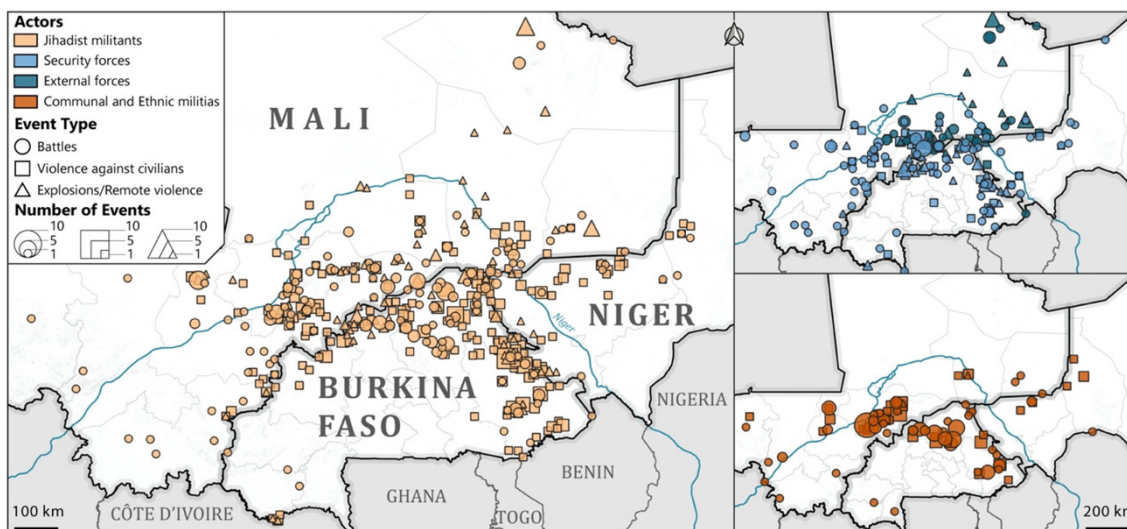 Actors
Jihadist militants
Security forces
External forces
Communal and Ethnic militias
Event Type
Battles
Violence against civilians
Explosions/Remote violence
Number of Events
10
5
1
10
5
1
10
5
1
MALI
NIGER
Niger
BURKINA
FASO
NIGERIA
BENIN
GHANA
TOGO
CÔTE D'IVOIRE
100 km
200 km